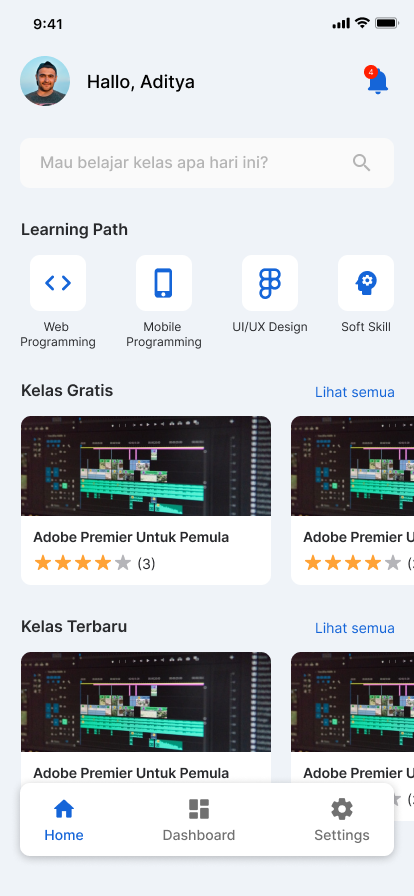 9:41
Hallo, Aditya
4
Mau belajar kelas apa hari ini?
Learning Path
Web
Programming
Mobile
Programming
UI/UX Design
Soft Skill
Kelas Gratis
Lihat semua
Adobe Premier Untuk Pemula
(3)
Adobe Premier U
Kelas Terbaru
Lihat semua
Adobe Premier Untuk Pemula
Adobe Premier U
Home
Dashboard
Settings